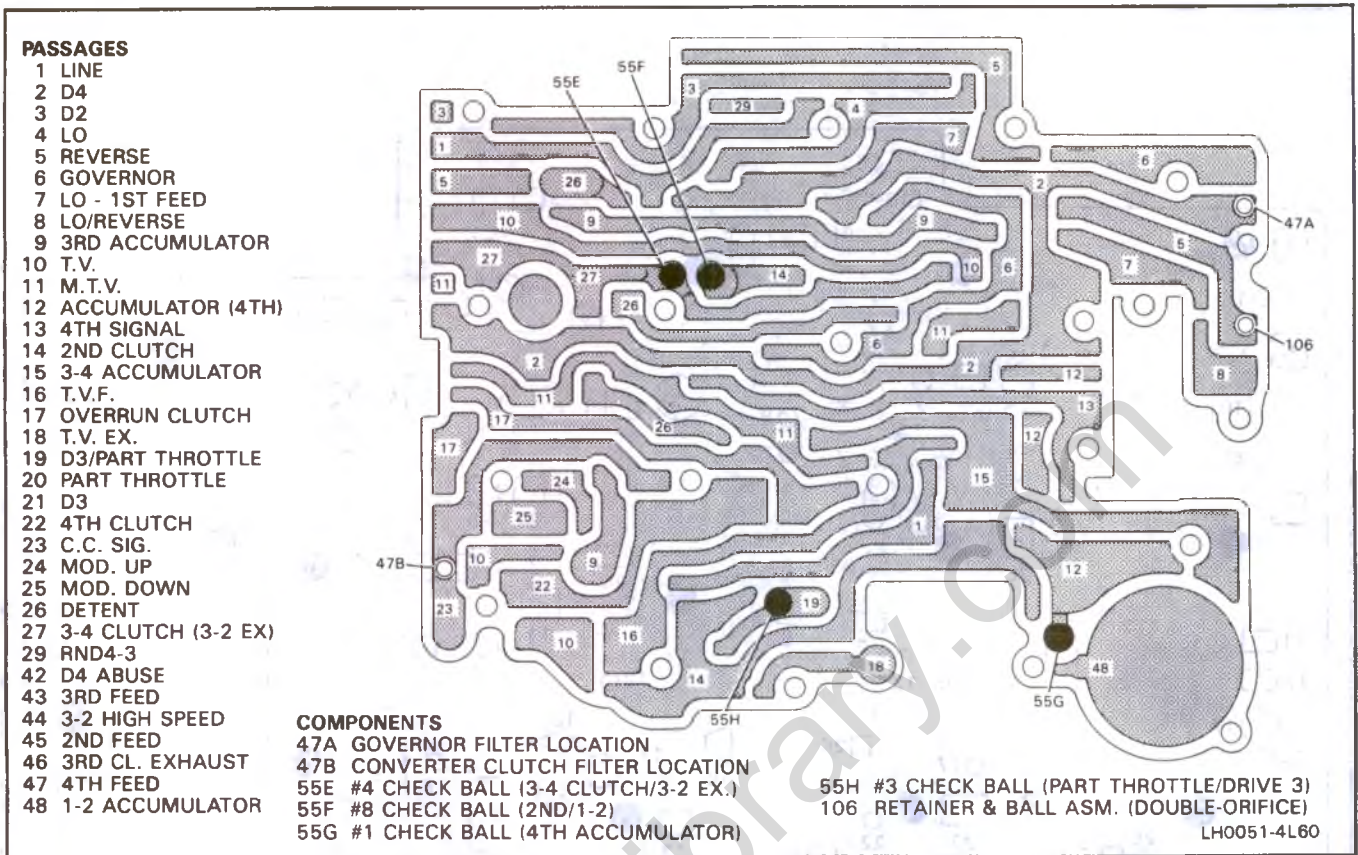 PASSAGES
1 LINE
2 D4
3 D2
4 LO
5 REVERSE
6 GOVERNOR
7 LO - 1ST FEED
8 LO/REVERSE
9 3RD ACCUMULATOR
10 T.V.
11 M.T.V.
12 ACCUMULATOR (4TH)
13 4TH SIGNAL
14 2ND CLUTCH
15 3-4 ACCUMULATOR
16 T.V.F.
17 OVERRUN CLUTCH
18 T.V. EX.
19 D3/PART THROTTLE
20 PART THROTTLE
21 D3
22 4TH CLUTCH
23 C.C. SIG.
24 MOD. UP
25 MOD. DOWN
26 DETENT
27 3-4 CLUTCH (3-2 EX)
29 RND4-3
42 D4 ABUSE
43 3RD FEED
44 3-2 HIGH SPEED
45 2ND FEED
46 3RD CL. EXHAUST
47 4TH FEED
48 1-2 ACCUMULATOR
55F
55E
5
3
29
4
3
1
7
6
5
26
2
10
9
9
47A
5
27
27
14
10
6
7
11
26
6
11
106
2
2
12
8
11
13
17
26
11
12
17
24
15
25
1
47B
10
9
12
22
23
19
16
10
18
48
14
55H
55G
COMPONENTS
47A GOVERNOR FILTER LOCATION
47B CONVERTER CLUTCH FILTER LOCATION
55E #4 CHECK BALL (3-4 CLUTCH/3-2 EX.)
55F #8 CHECK BALL (2ND/1-2)
55G #1 CHECK BALL (4TH ACCUMULATOR)
55H #3 CHECK BALL (PART THROTTLE/DRIVE 3)
106 RETAINER & BALL ASM. (DOUBLE-ORIFICE)
LH0051-4L60